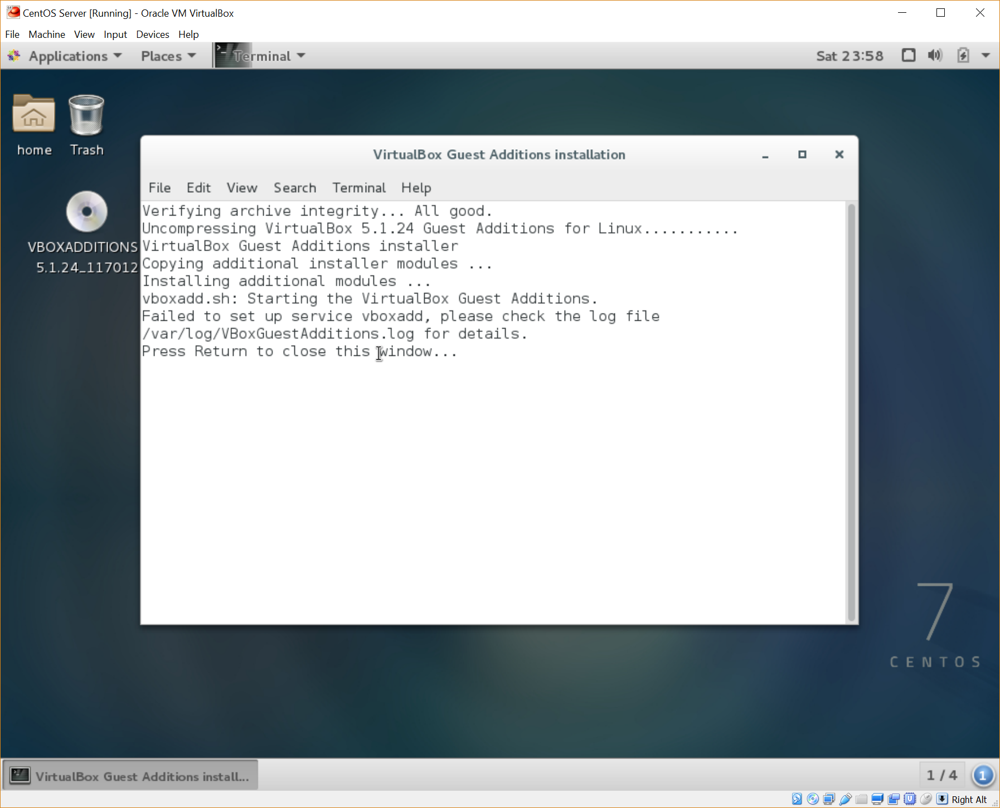 CentOS Server [Running] - Oracle VM VirtualBox
File Machine View Input Devices Help
Applications Places Terminal Sat 23:58
home Trash
VirtualBox Guest Additions installation
File Edit View Search Terminal Help
Verifying archive integrity... All good.
Uncompressing VirtualBox 5.1.24 Guest Additions for Linux...........
VirtualBox Guest Additions installer
Copying additional installer modules ...
Installing additional modules ...
vboxadd.sh: Starting the VirtualBox Guest Additions.
Failed to set up service vboxadd, please check the log file
/var/log/VBoxGuestAdditions.log for details.
Press Return to close this window...
VBOXADDITIONS
5.1.24_117012
7
CENTOS
VirtualBox Guest Additions install...
1 / 4
1
Right Alt